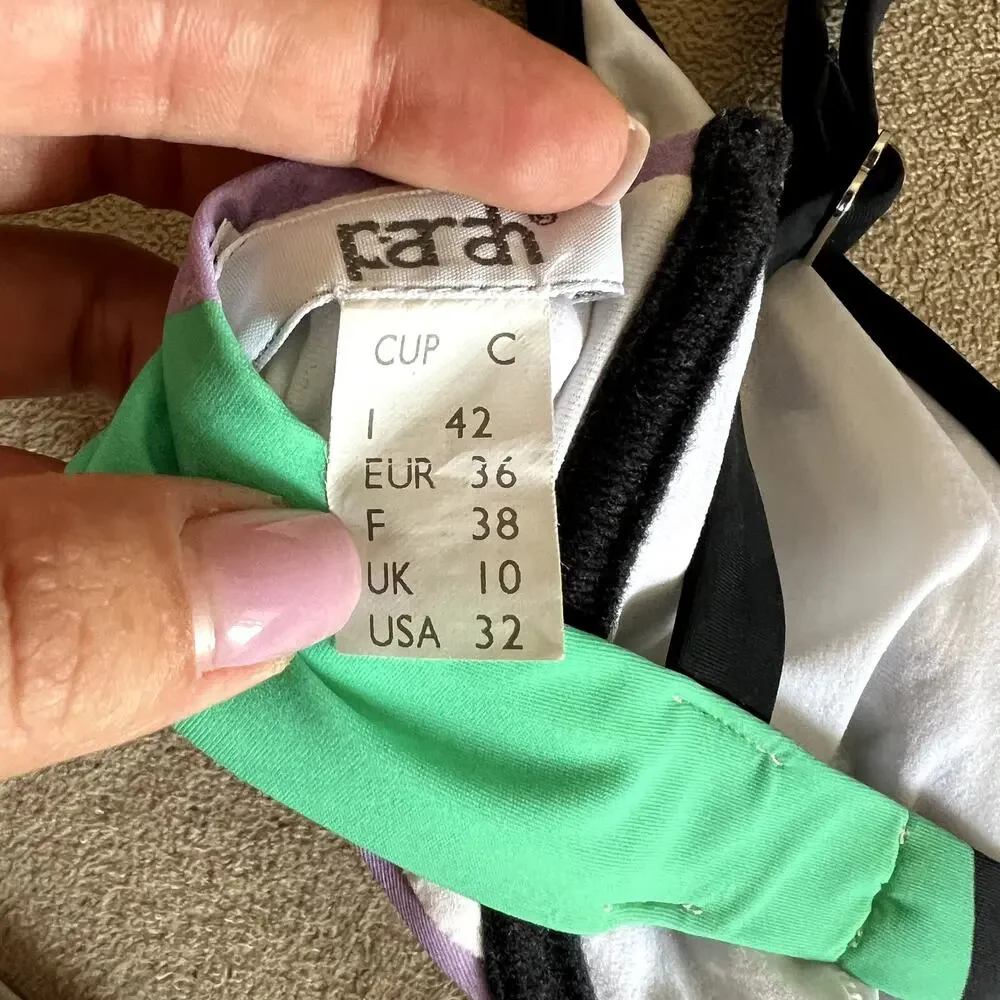 parah®
CUP C
I 42
EUR 36
F 38
UK 10
USA 32